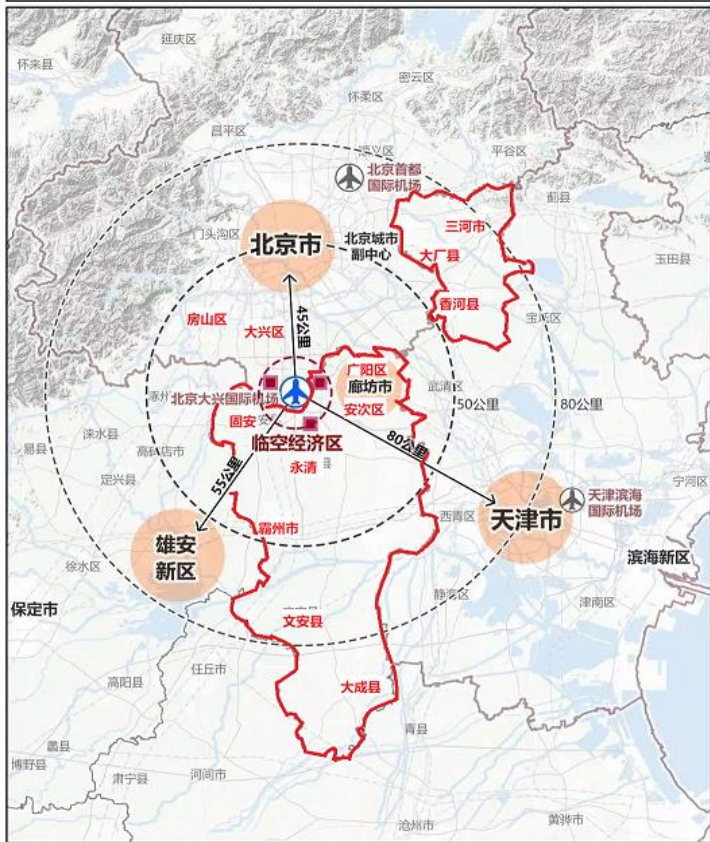 延庆区
怀来县
密云区
怀柔区
昌平区
顺义区
平谷区
北京首都
国际机场
蓟县
三河市
门头沟区
北京市
北京城市
副中心
大厂县
玉田县
香河县
45公里
房山区
大兴区
宝坻区
广阳区
北京大兴国际机场
廊坊市
武清区
50公里
80公里
固安
安次区
临空经济区
涞水县
易县
高碑店市
80公里
永清
县
定兴县
55公里
宁河区
天津滨海
国际机场
西青区
天津市
霸州市
雄安
新区
徐水区
滨海新区
静海区
津南区
保定市
文安县
任丘市
高阳县
大成县
青县
蠡县
博野县
肃宁县
河间市
沧州市
黄骅市